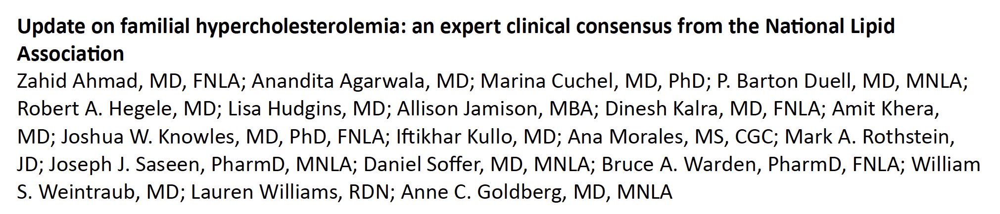 Update on familial hypercholesterolemia: an expert clinical consensus from the National Lipid
Association
Zahid Ahmad, MD, FNLA; Anandita Agarwala, MD; Marina Cuchel, MD, PhD; P. Barton Duell, MD, MNLA;
Robert A. Hegele, MD; Lisa Hudgins, MD; Allison Jamison, MBA; Dinesh Kalra, MD, FNLA; Amit Khera,
MD; Joshua W. Knowles, MD, PhD, FNLA; Iftikhar Kullo, MD; Ana Morales, MS, CGC; Mark A. Rothstein,
JD; Joseph J. Saseen, PharmD, MNLA; Daniel Soffer, MD, MNLA; Bruce A. Warden, PharmD, FNLA; William
S. Weintraub, MD; Lauren Williams, RDN; Anne C. Goldberg, MD, MNLA